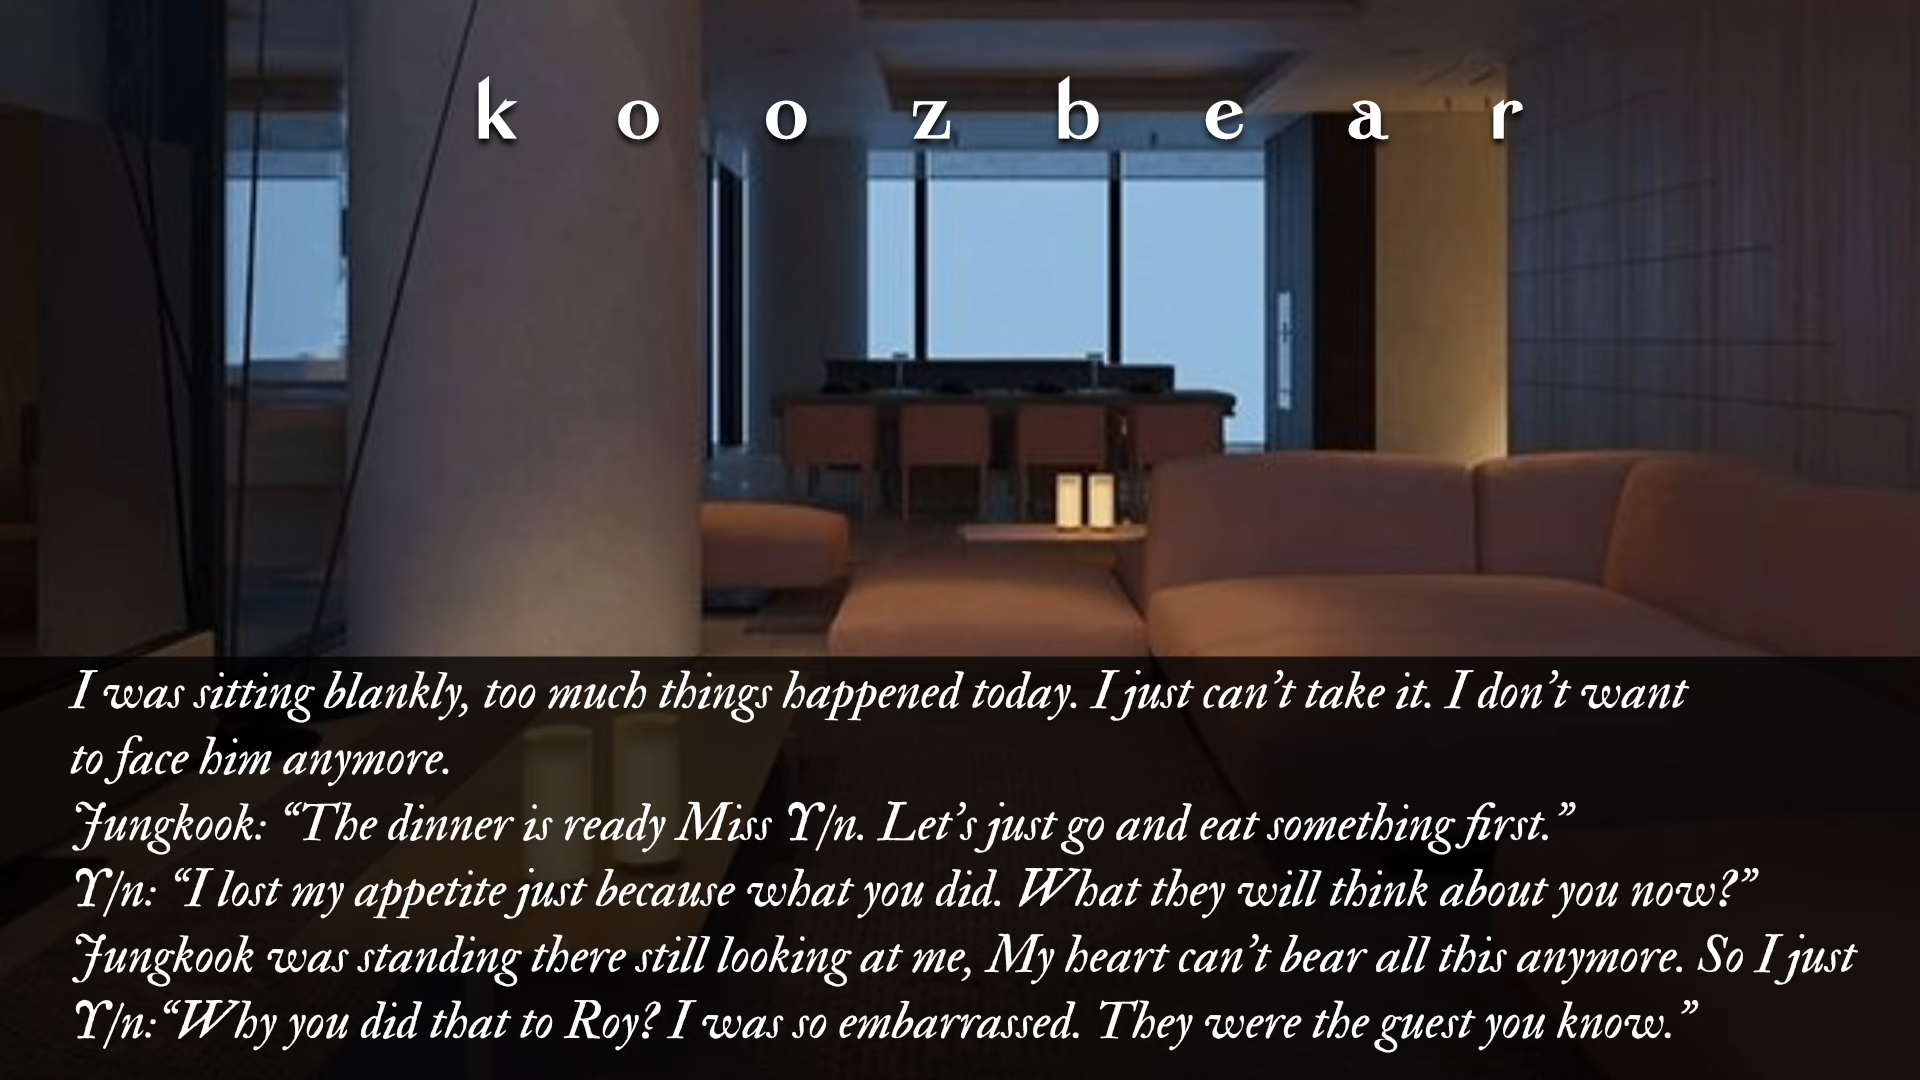 k o o z b e a r
I was sitting blankly, too much things happened today. I just can't take it. I don't want
to face him anymore.
Jungkook: “The dinner is ready Miss Y/n. Let's just go and eat something first.”
Y/n: “I lost my appetite just because what you did. What they will think about you now?”
Jungkook was standing there still looking at me, My heart can't bear all this anymore. So I just
Y/n:“Why you did that to Roy? I was so embarrassed. They were the guest you know.”